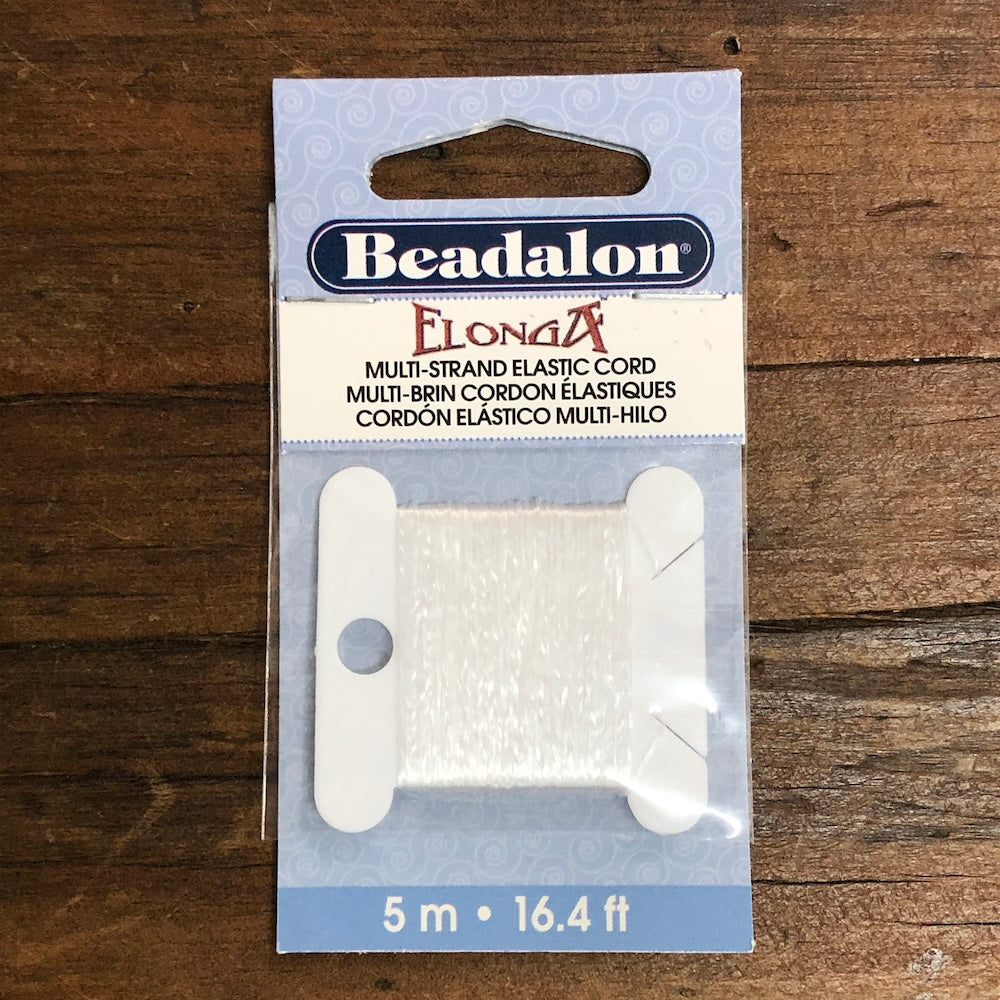 Beadalon®
ELONGA
MULTI-STRAND ELASTIC CORD
MULTI-BRIN CORDON ÉLASTIQUES
CORDÓN ELÁSTICO MULTI-HILO
5 m • 16.4 ft